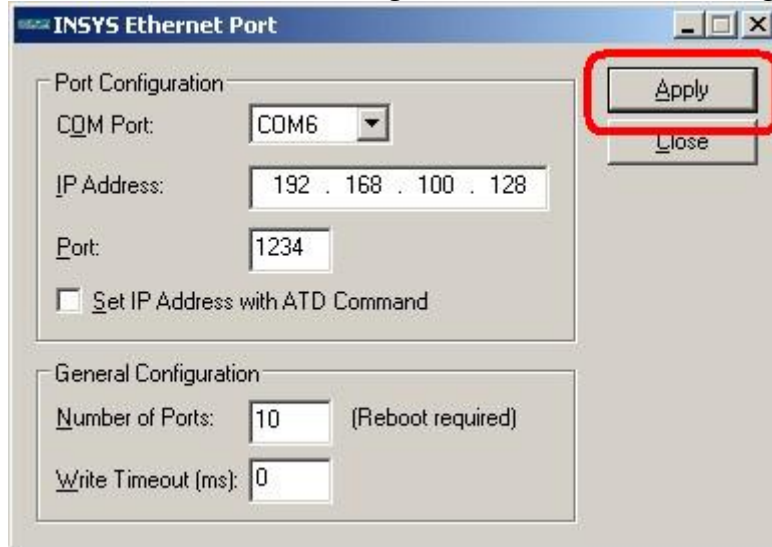 INSYS Ethernet Port
Port Configuration
COM Port: COM6
IP Address: 192 . 168 . 100 . 128
Port: 1234
Set IP Address with ATD Command
General Configuration
Number of Ports: 10 (Reboot required)
Write Timeout (ms): 0
Apply
Close